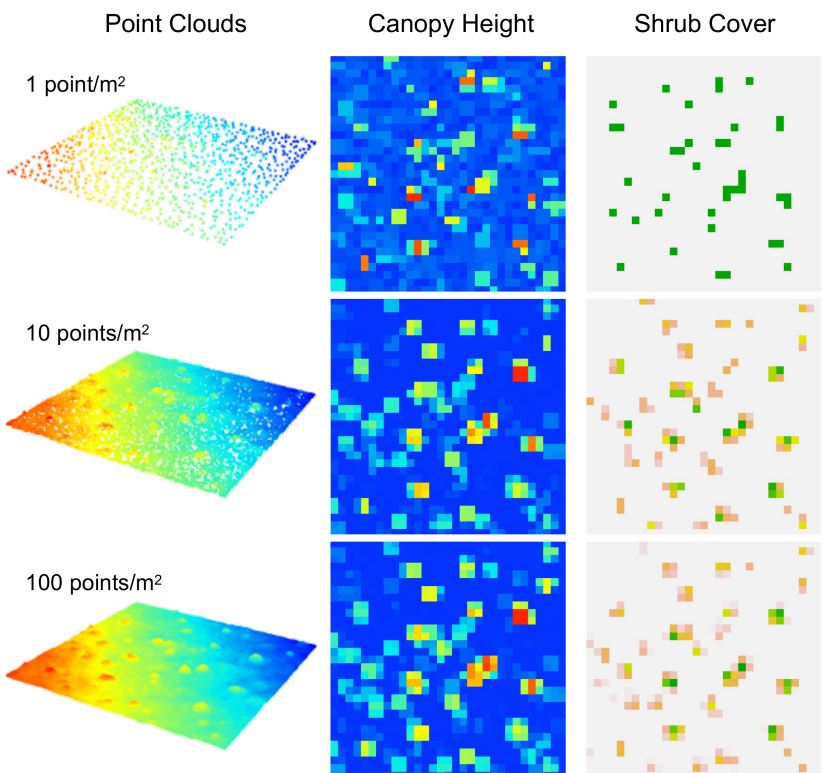 Point Clouds
Canopy Height
Shrub Cover
1 point/m²
10 points/m²
100 points/m²